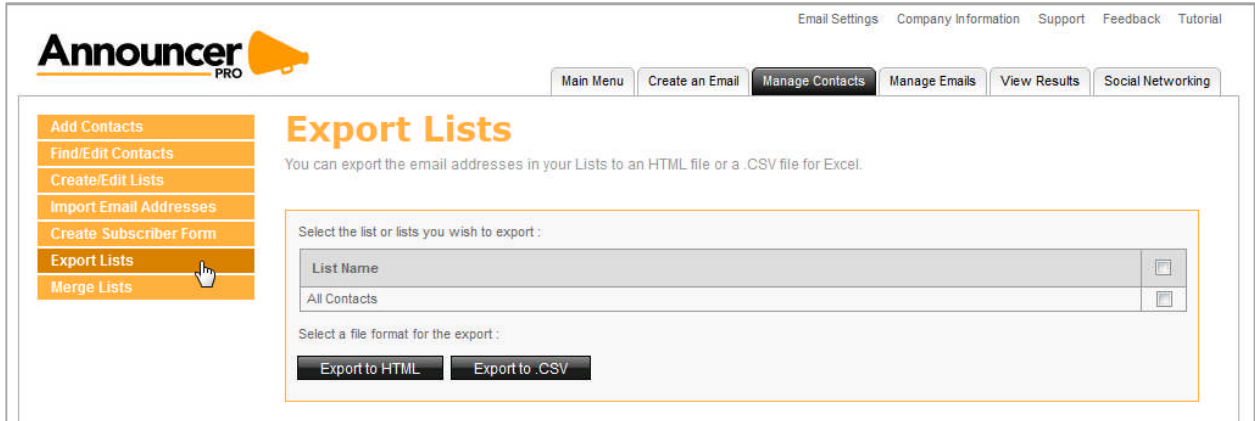 Email Settings Company Information Support Feedback Tutorial
Announcer
PRO
Main Menu Create an Email Manage Contacts Manage Emails View Results Social Networking
Add Contacts
Find/Edit Contacts
Create/Edit Lists
Import Email Addresses
Create Subscriber Form
Export Lists
Merge Lists
Export Lists
You can export the email addresses in your Lists to an HTML file or a .CSV file for Excel.
Select the list or lists you wish to export :
List Name
All Contacts
Select a file format for the export :
Export to HTML Export to .CSV